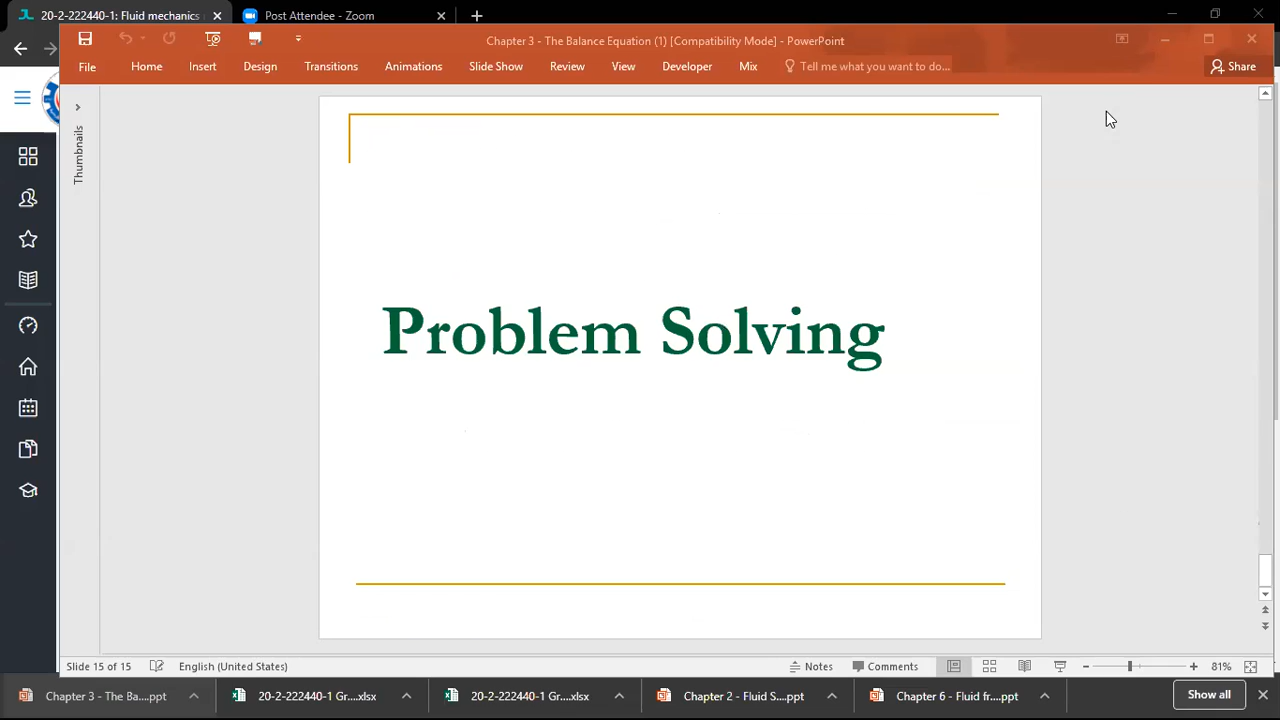 20-2-222440-1: Fluid mechanics
Post Attendee - Zoom
Chapter 3 - The Balance Equation (1) [Compatibility Mode] - PowerPoint
File Home Insert Design Transitions Animations Slide Show Review View Developer Mix Tell me what you want to do... Share
Thumbnails
Problem Solving
Slide 15 of 15 English (United States) Notes Comments 81%
Chapter 3 - The Ba....ppt 20-2-222440-1 Gr....xlsx 20-2-222440-1 Gr....xlsx Chapter 2 - Fluid S....ppt Chapter 6 - Fluid fr....ppt Show all